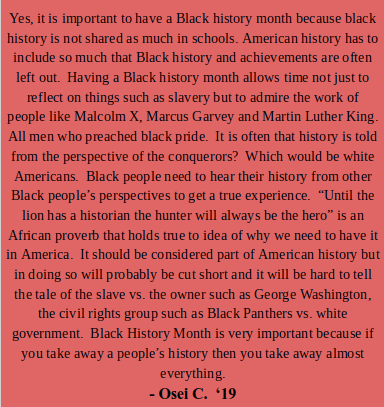 Yes, it is important to have a Black history month because black
history is not shared as much in schools. American history has to
include so much that Black history and achievements are often
left out.  Having a Black history month allows time not just to
reflect on things such as slavery but to admire the work of
people like Malcolm X, Marcus Garvey and Martin Luther King.
All men who preached black pride.  It is often that history is told
from the perspective of the conquerors?  Which would be white
Americans.  Black people need to hear their history from other
Black people’s perspectives to get a true experience.  “Until the
lion has a historian the hunter will always be the hero” is an
African proverb that holds true to idea of why we need to have it
in America.  It should be considered part of American history but
in doing so will probably be cut short and it will be hard to tell
the tale of the slave vs. the owner such as George Washington,
the civil rights group such as Black Panthers vs. white
government.  Black History Month is very important because if
you take away a people’s history then you take away almost
everything.
- Osei C.  ‘19